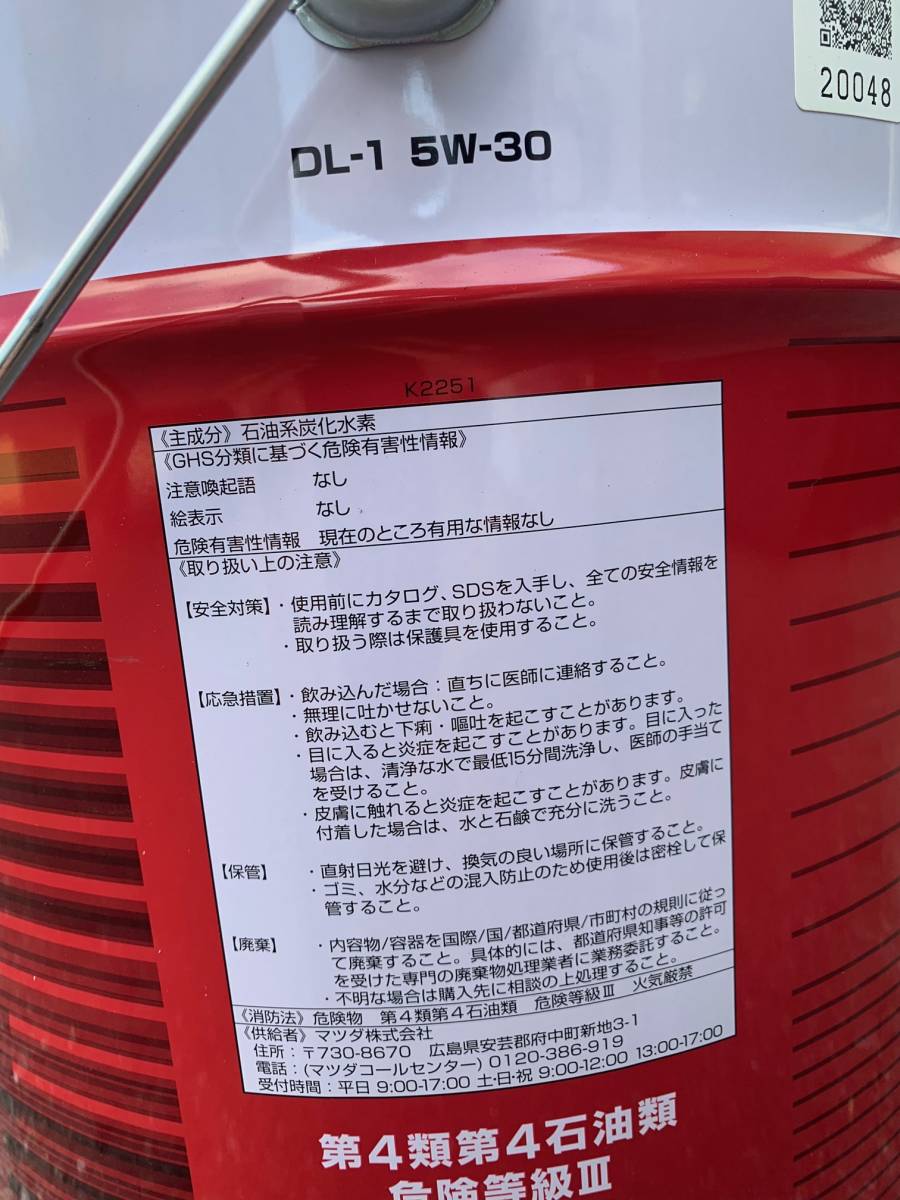 20048
DL-1 5W-30
K2251
《主成分》石油系炭化水素
《GHS分類に基づく危険有害性情報》
注意喚起語 なし
絵表示 なし
危険有害性情報 現在のところ有用な情報なし
《取り扱い上の注意》
【安全対策】・使用前にカタログ、SDSを入手し、全ての安全情報を
読み理解するまで取り扱わないこと。
・取り扱う際は保護具を使用すること。
【応急措置】・飲み込んだ場合：直ちに医師に連絡すること。
・無理に吐かせないこと。
・飲み込むと下痢・嘔吐を起こすことがあります。
・目に入ると炎症を起こすことがあります。目に入った
場合は、清浄な水で最低15分間洗浄し、医師の手当て
を受けること。
・皮膚に触れると炎症を起こすことがあります。皮膚に
付着した場合は、水と石鹸で充分に洗うこと。
【保管】 ・直射日光を避け、換気の良い場所に保管すること。
・ゴミ、水分などの混入防止のため使用後は密栓して保
管すること。
【廃棄】 ・内容物/容器を国際/国/都道府県/市町村の規則に従っ
て廃棄すること。具体的には、都道府県知事等の許可
を受けた専門の廃棄物処理業者に業務委託すること。
・不明な場合は購入先に相談の上処理すること。
《消防法》危険物 第4類第4石油類 危険等級Ⅲ 火気厳禁
《供給者》マツダ株式会社
住所：〒730-8670 広島県安芸郡府中町新地3-1
電話：(マツダコールセンター) 0120-386-919
受付時間：平日 9:00-17:00 土・日・祝 9:00-12:00 13:00-17:00
第4類第4石油類
危険等級Ⅲ